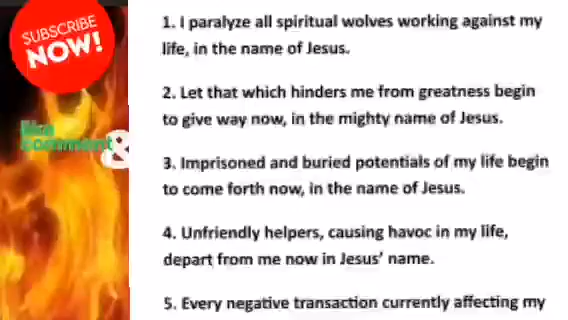 SUBSCRIBE
NOW!
like
comment &
1. I paralyze all spiritual wolves working against my
life, in the name of Jesus.
2. Let that which hinders me from greatness begin
to give way now, in the mighty name of Jesus.
3. Imprisoned and buried potentials of my life begin
to come forth now, in the name of Jesus.
4. Unfriendly helpers, causing havoc in my life,
depart from me now in Jesus’ name.
5. Every negative transaction currently affecting my